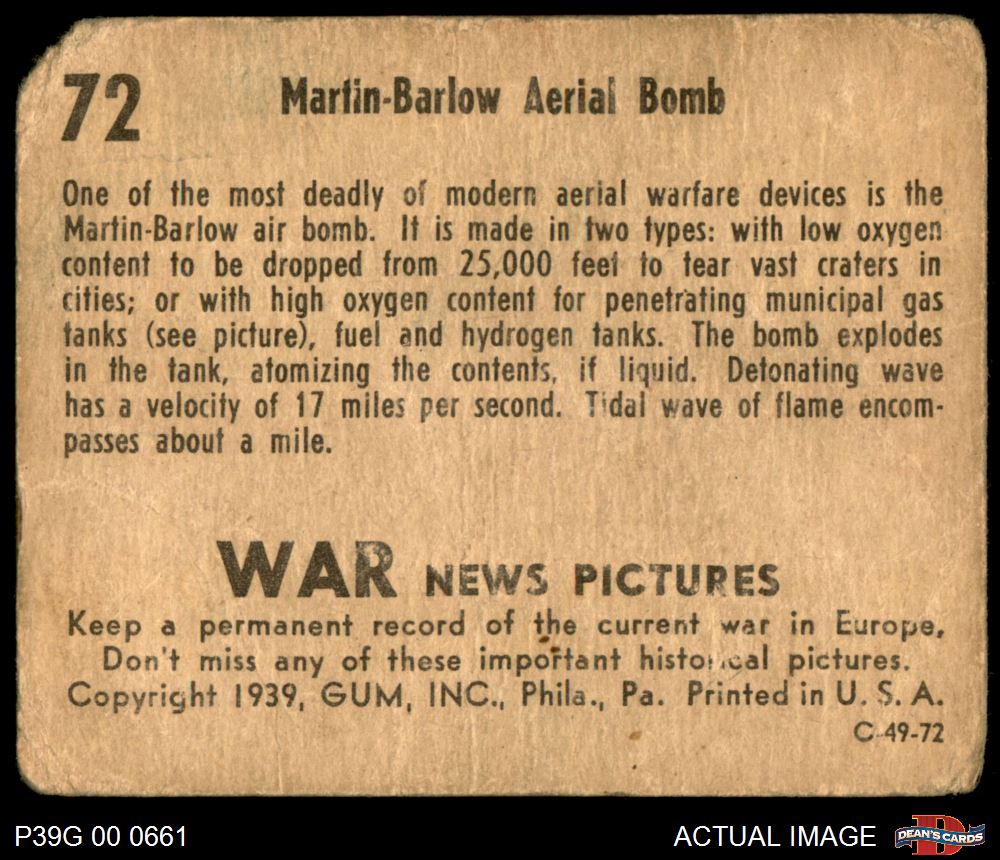 72
Martin-Barlow Aerial Bomb
One of the most deadly of modern aerial warfare devices is the
Martin-Barlow air bomb. It is made in two types: with low oxygen
content to be dropped from 25,000 feet to tear vast craters in
cities; or with high oxygen content for penetrating municipal gas
tanks (see picture), fuel and hydrogen tanks. The bomb explodes
in the tank, atomizing the contents, if liquid. Detonating wave
has a velocity of 17 miles per second. Tidal wave of flame encom-
passes about a mile.
WAR NEWS PICTURES
Keep a permanent record of the current war in Europe,
Don't miss any of these important historical pictures.
Copyright 1939, GUM, INC., Phila., Pa. Printed in U. S. A.
C-49-72
P39G 00 0661
ACTUAL IMAGE
D
DEAN'S CARDS